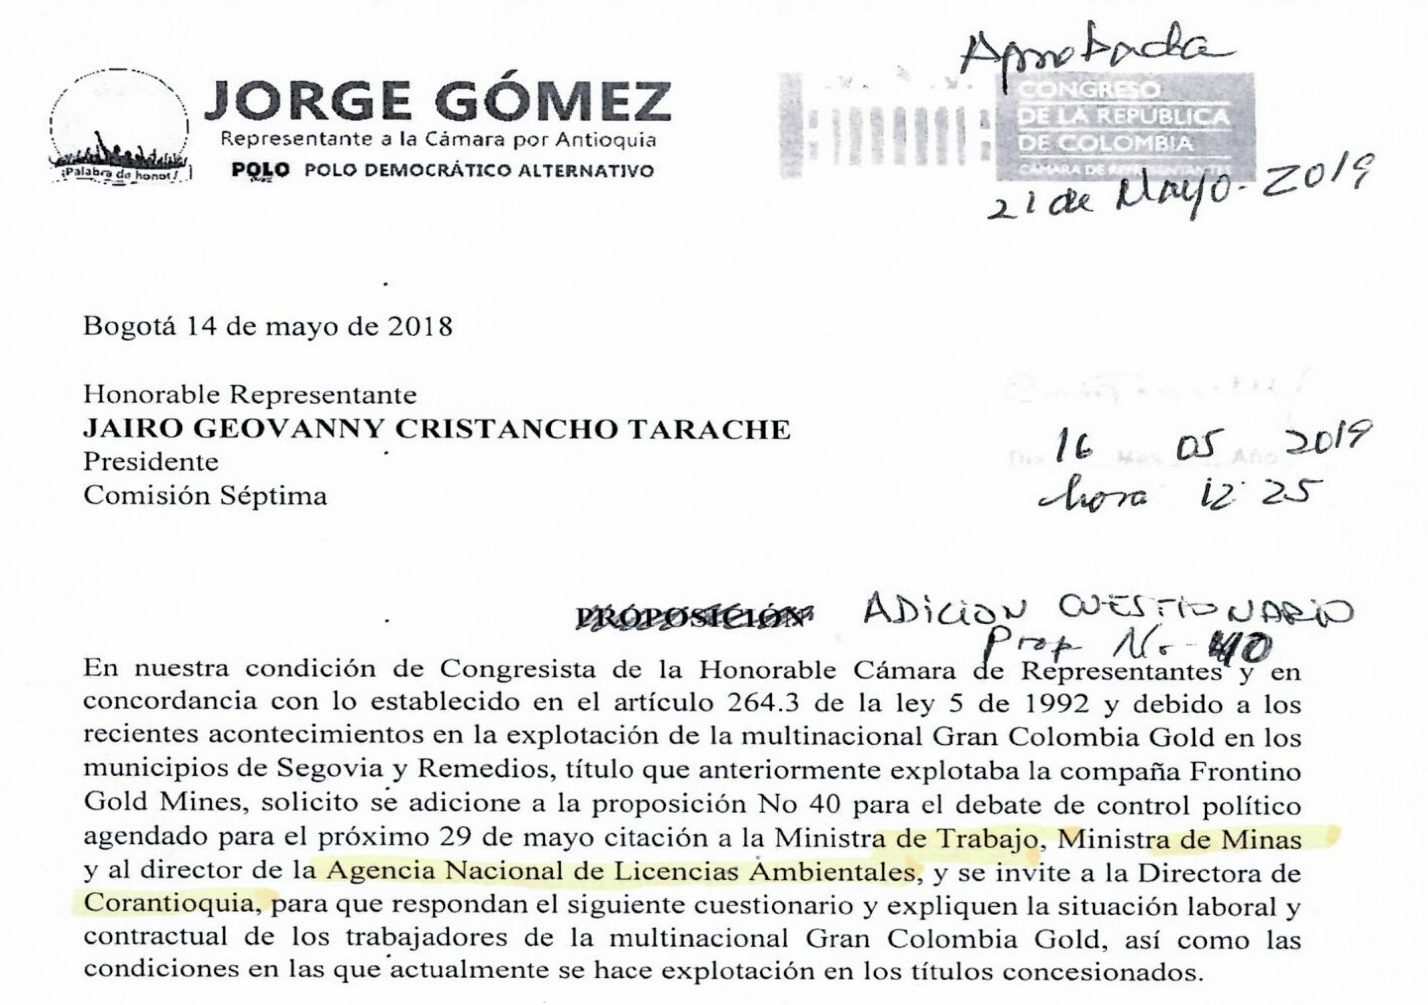 Aprobada
JORGE GÓMEZ
Representante a la Cámara por Antioquia
POLO POLO DEMOCRÁTICO ALTERNATIVO
¡Palabra de honor!
CONGRESO
DE LA REPÚBLICA
DE COLOMBIA
CÁMARA DE REPRESENTANTES
21 de Mayo-2019
Bogotá 14 de mayo de 2018
Honorable Representante
JAIRO GEOVANNY CRISTANCHO TARACHE
Presidente
Comisión Séptima
16 05 2019
hora 12:25
PROPOSICIÓN ADICION CUESTIONARIO
Prop No- 40
En nuestra condición de Congresista de la Honorable Cámara de Representantes y en
concordancia con lo establecido en el artículo 264.3 de la ley 5 de 1992 y debido a los
recientes acontecimientos en la explotación de la multinacional Gran Colombia Gold en los
municipios de Segovia y Remedios, título que anteriormente explotaba la compaña Frontino
Gold Mines, solicito se adicione a la proposición No 40 para el debate de control político
agendado para el próximo 29 de mayo citación a la Ministra de Trabajo, Ministra de Minas
y al director de la Agencia Nacional de Licencias Ambientales, y se invite a la Directora de
Corantioquia, para que respondan el siguiente cuestionario y expliquen la situación laboral y
contractual de los trabajadores de la multinacional Gran Colombia Gold, así como las
condiciones en las que actualmente se hace explotación en los títulos concesionados.